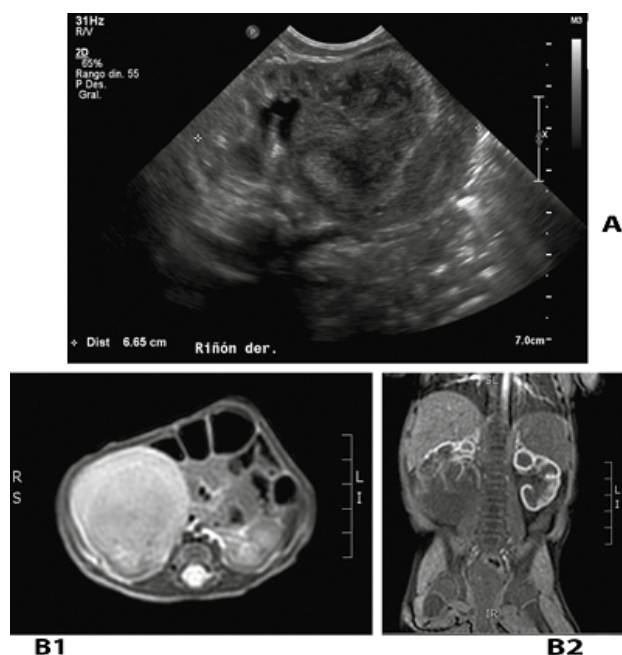 31Hz
R/V
2D
65%
Rango din. 55
P Des.
Gral.
P
M3
x
A
Dist 6.65 cm
Riñón der.
7.0cm
R
S
L
I
B1
L
I
IR
B2